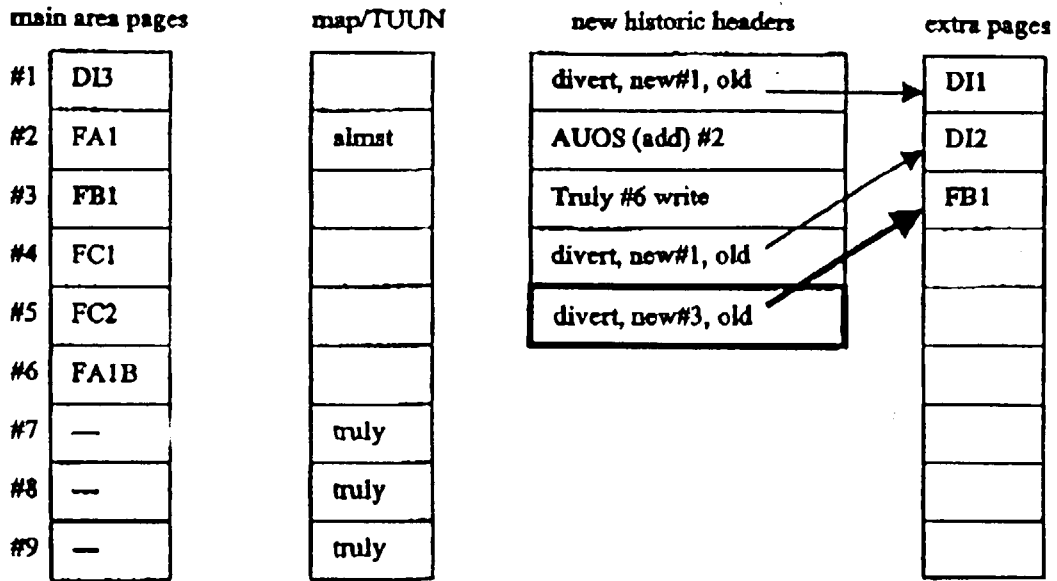 main area pages map/TUUN new historic headers extra pages
#1 DI3 divert, new#1, old DI1
#2 FA1 almst AUOS (add) #2 DI2
#3 FB1 Truly #6 write FB1
#4 FC1 divert, new#1, old
#5 FC2 divert, new#3, old
#6 FA1B
#7 — truly
#8 — truly
#9 — truly